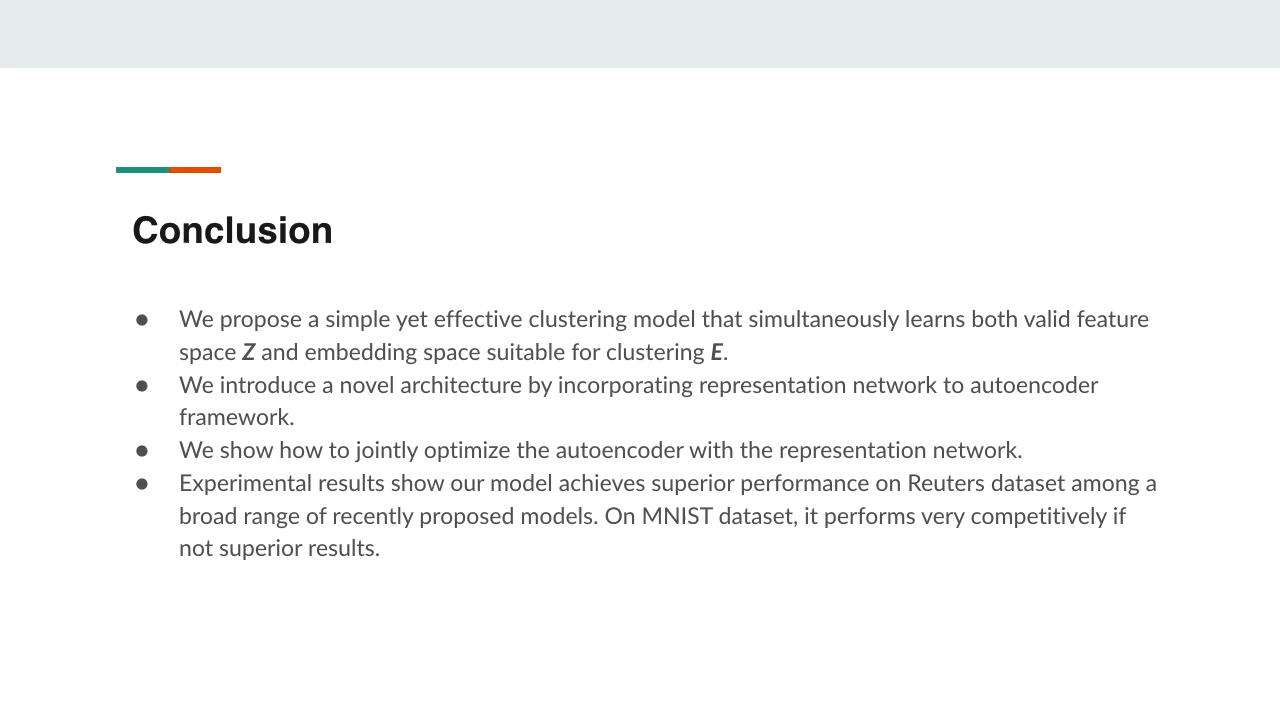 Conclusion
● We propose a simple yet effective clustering model that simultaneously learns both valid feature
space Z and embedding space suitable for clustering E.
● We introduce a novel architecture by incorporating representation network to autoencoder
framework.
● We show how to jointly optimize the autoencoder with the representation network.
● Experimental results show our model achieves superior performance on Reuters dataset among a
broad range of recently proposed models. On MNIST dataset, it performs very competitively if
not superior results.